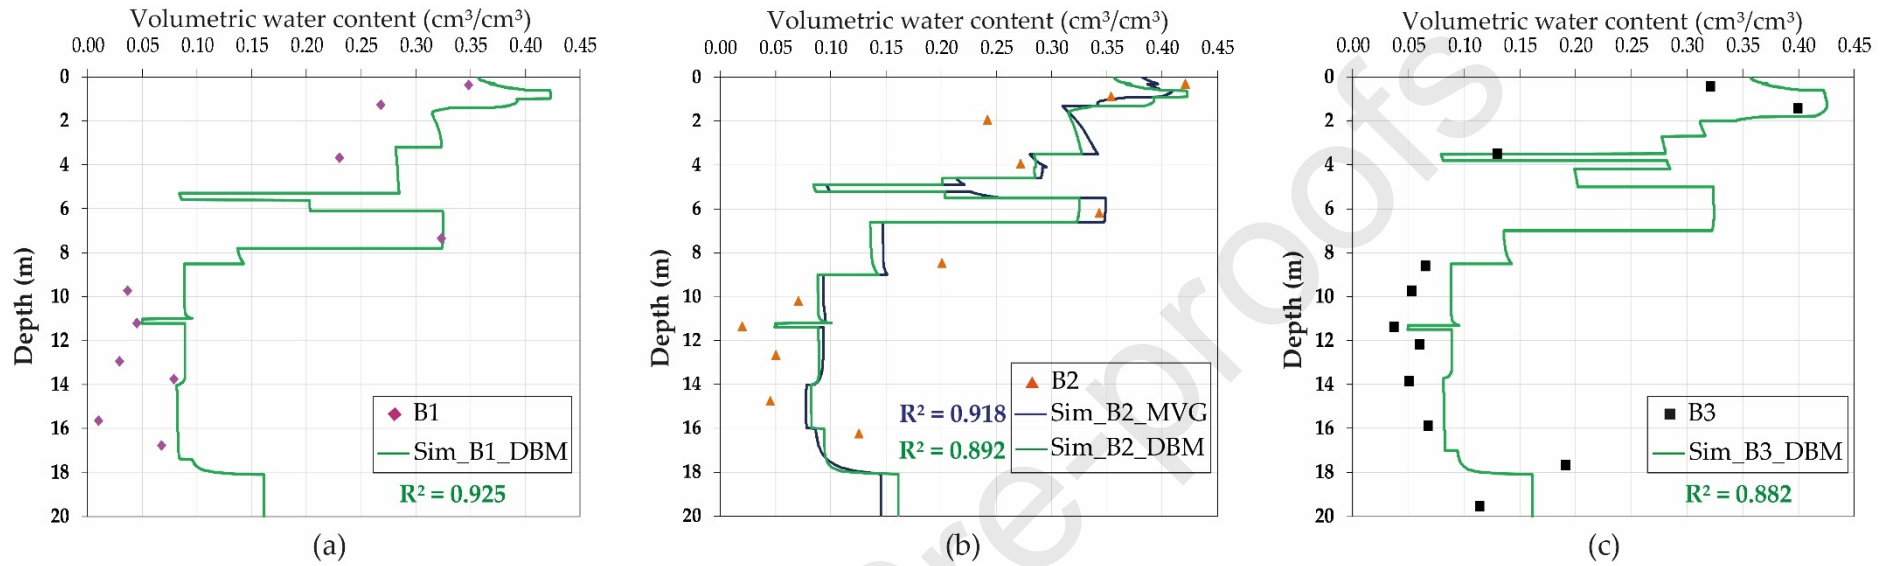 Volumetric water content (cm³/cm³)
0.00 0.05 0.10 0.15 0.20 0.25 0.30 0.35 0.40 0.45
0
2
4
6
8
10
12
14
16
18
20
Depth (m)
B1
Sim_B1_DBM
R² = 0.925
(a)
Volumetric water content (cm³/cm³)
0.00 0.05 0.10 0.15 0.20 0.25 0.30 0.35 0.40 0.45
0
2
4
6
8
10
12
14
16
18
20
Depth (m)
B2
R² = 0.918 Sim_B2_MVG
R² = 0.892 Sim_B2_DBM
(b)
Volumetric water content (cm³/cm³)
0.00 0.05 0.10 0.15 0.20 0.25 0.30 0.35 0.40 0.45
0
2
4
6
8
10
12
14
16
18
20
Depth (m)
B3
Sim_B3_DBM
R² = 0.882
(c)
re-proofs